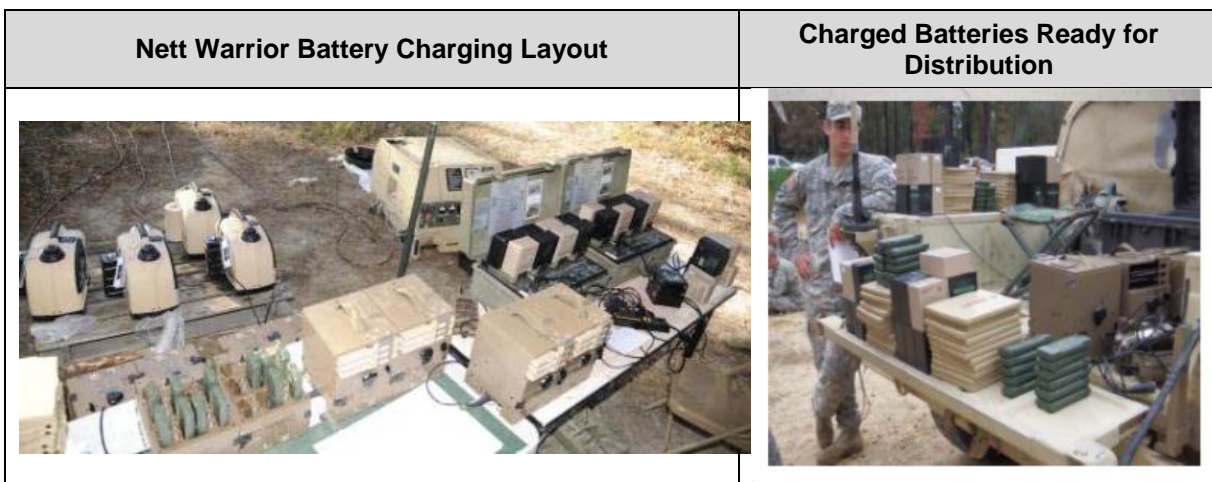 Nett Warrior Battery Charging Layout
Charged Batteries Ready for
Distribution